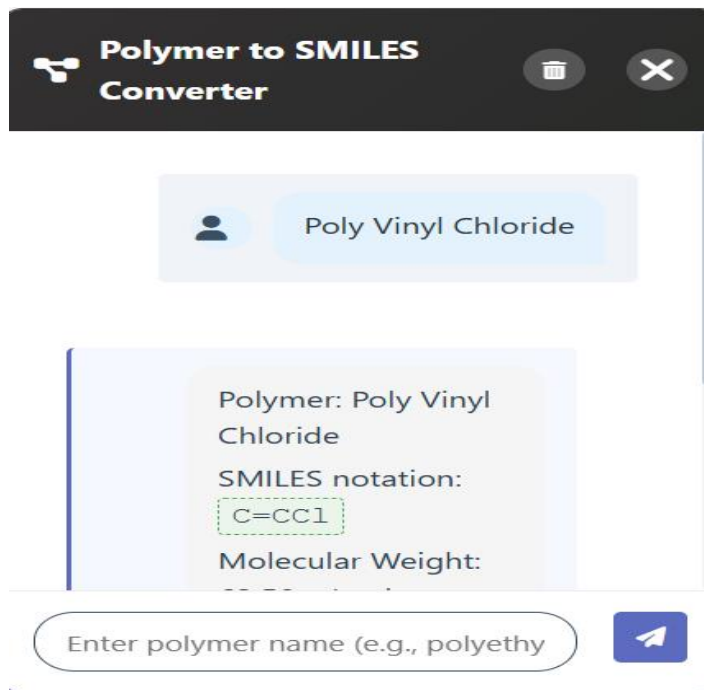 Polymer to SMILES
Converter
Poly Vinyl Chloride
Polymer: Poly Vinyl
Chloride
SMILES notation:
C=CCl
Molecular Weight:
Enter polymer name (e.g., polyethy